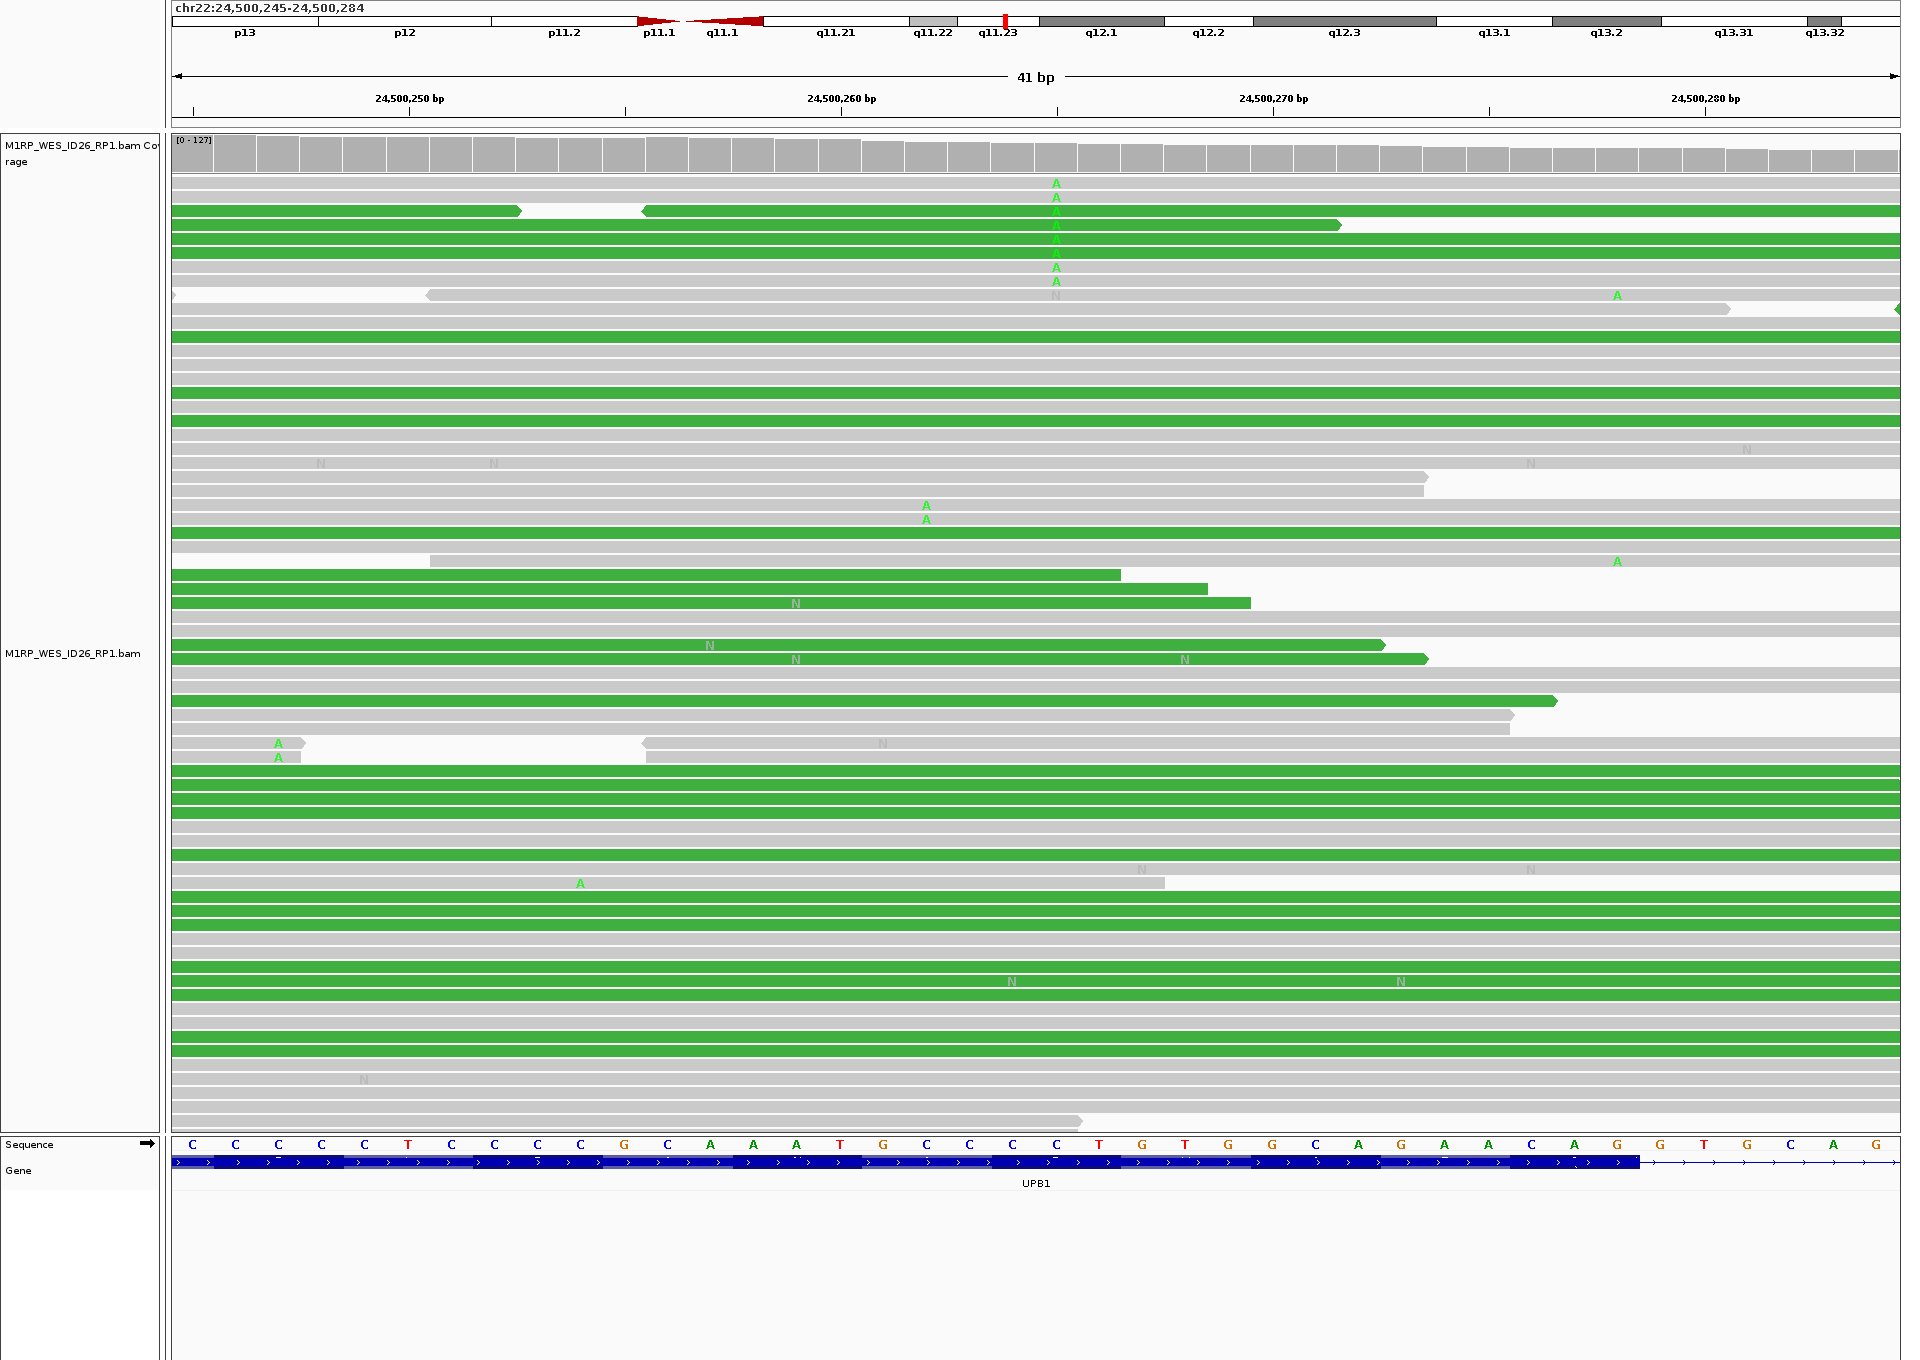 chr22:24,500,245-24,500,284
p13 p12 p11.2 p11.1 q11.1 q11.21 q11.22 q11.23 q12.1 q12.2 q12.3 q13.1 q13.2 q13.31 q13.32
41 bp
24,500,250 bp 24,500,260 bp 24,500,270 bp 24,500,280 bp
M1RP_WES_ID26_RP1.bam Co
rage
[0 - 127]
A
A
A
A
A
A
A
A
N A
N
N N N
A
A
A
N
N
N N
A N
A
N N
A
M1RP_WES_ID26_RP1.bam
N N
N
Sequence C C C C C T C C C C G C A A A T G C C C C T G T G G C A G A A C A G G T G C A G
Gene
UPB1